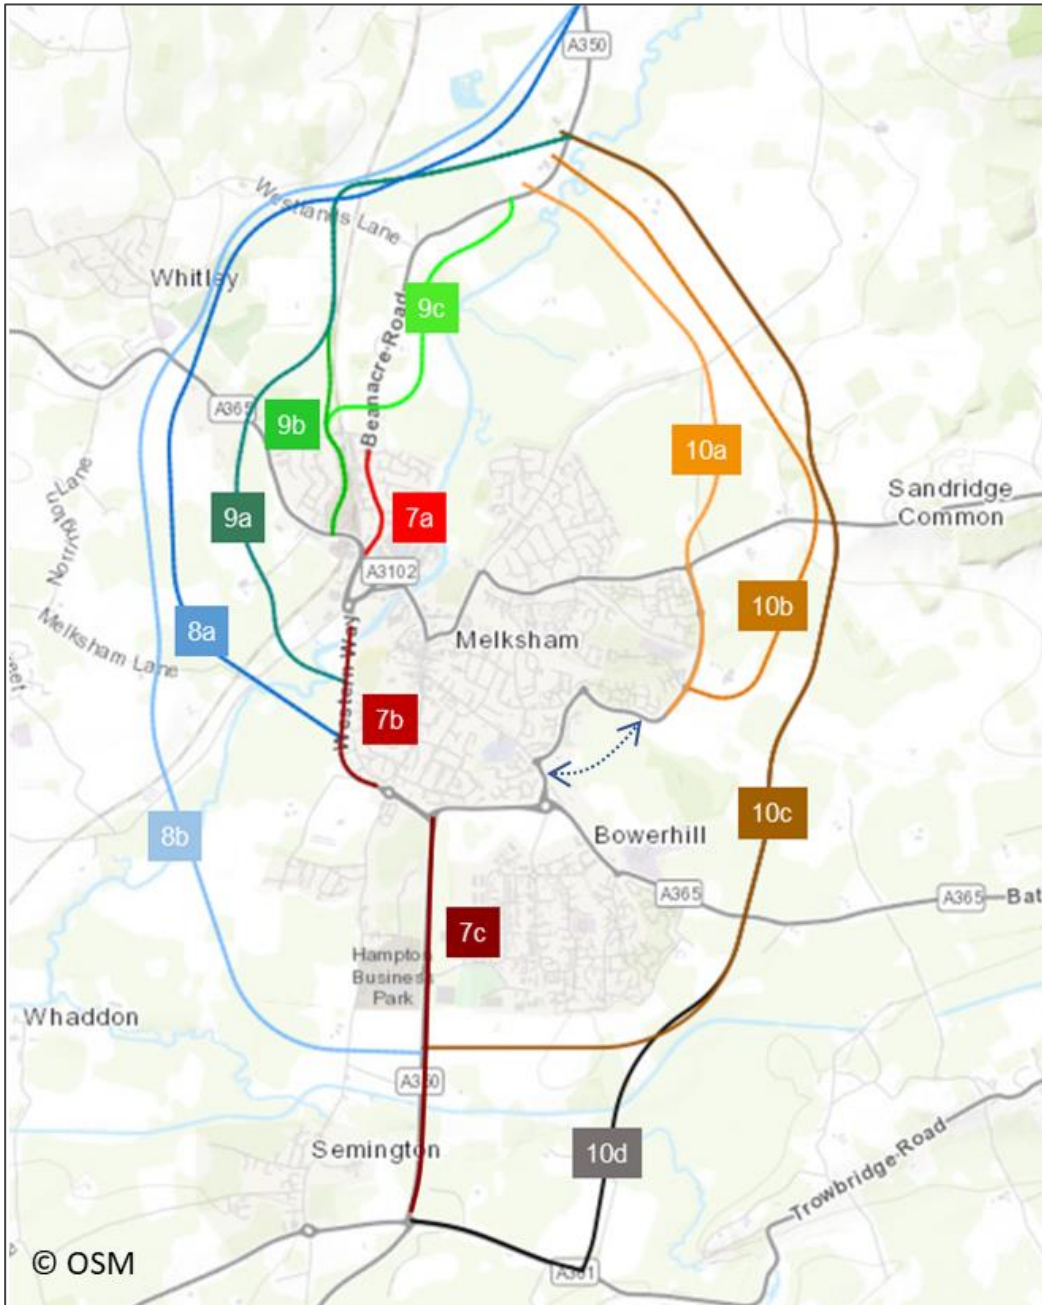 A350
Westlands Lane
Whitley
9c
Beanacre Road
A365
9b
10a
Sandridge
Common
9a
7a
Norrington Lane
A3102
10b
8a
Melksham
Melksham Lane
Western Way
7b
10c
8b
Bowerhill
A365
A365
Bat
7c
Hampton
Business
Park
Whaddon
A350
Semington
10d
Trowbridge Road
A361
© OSM